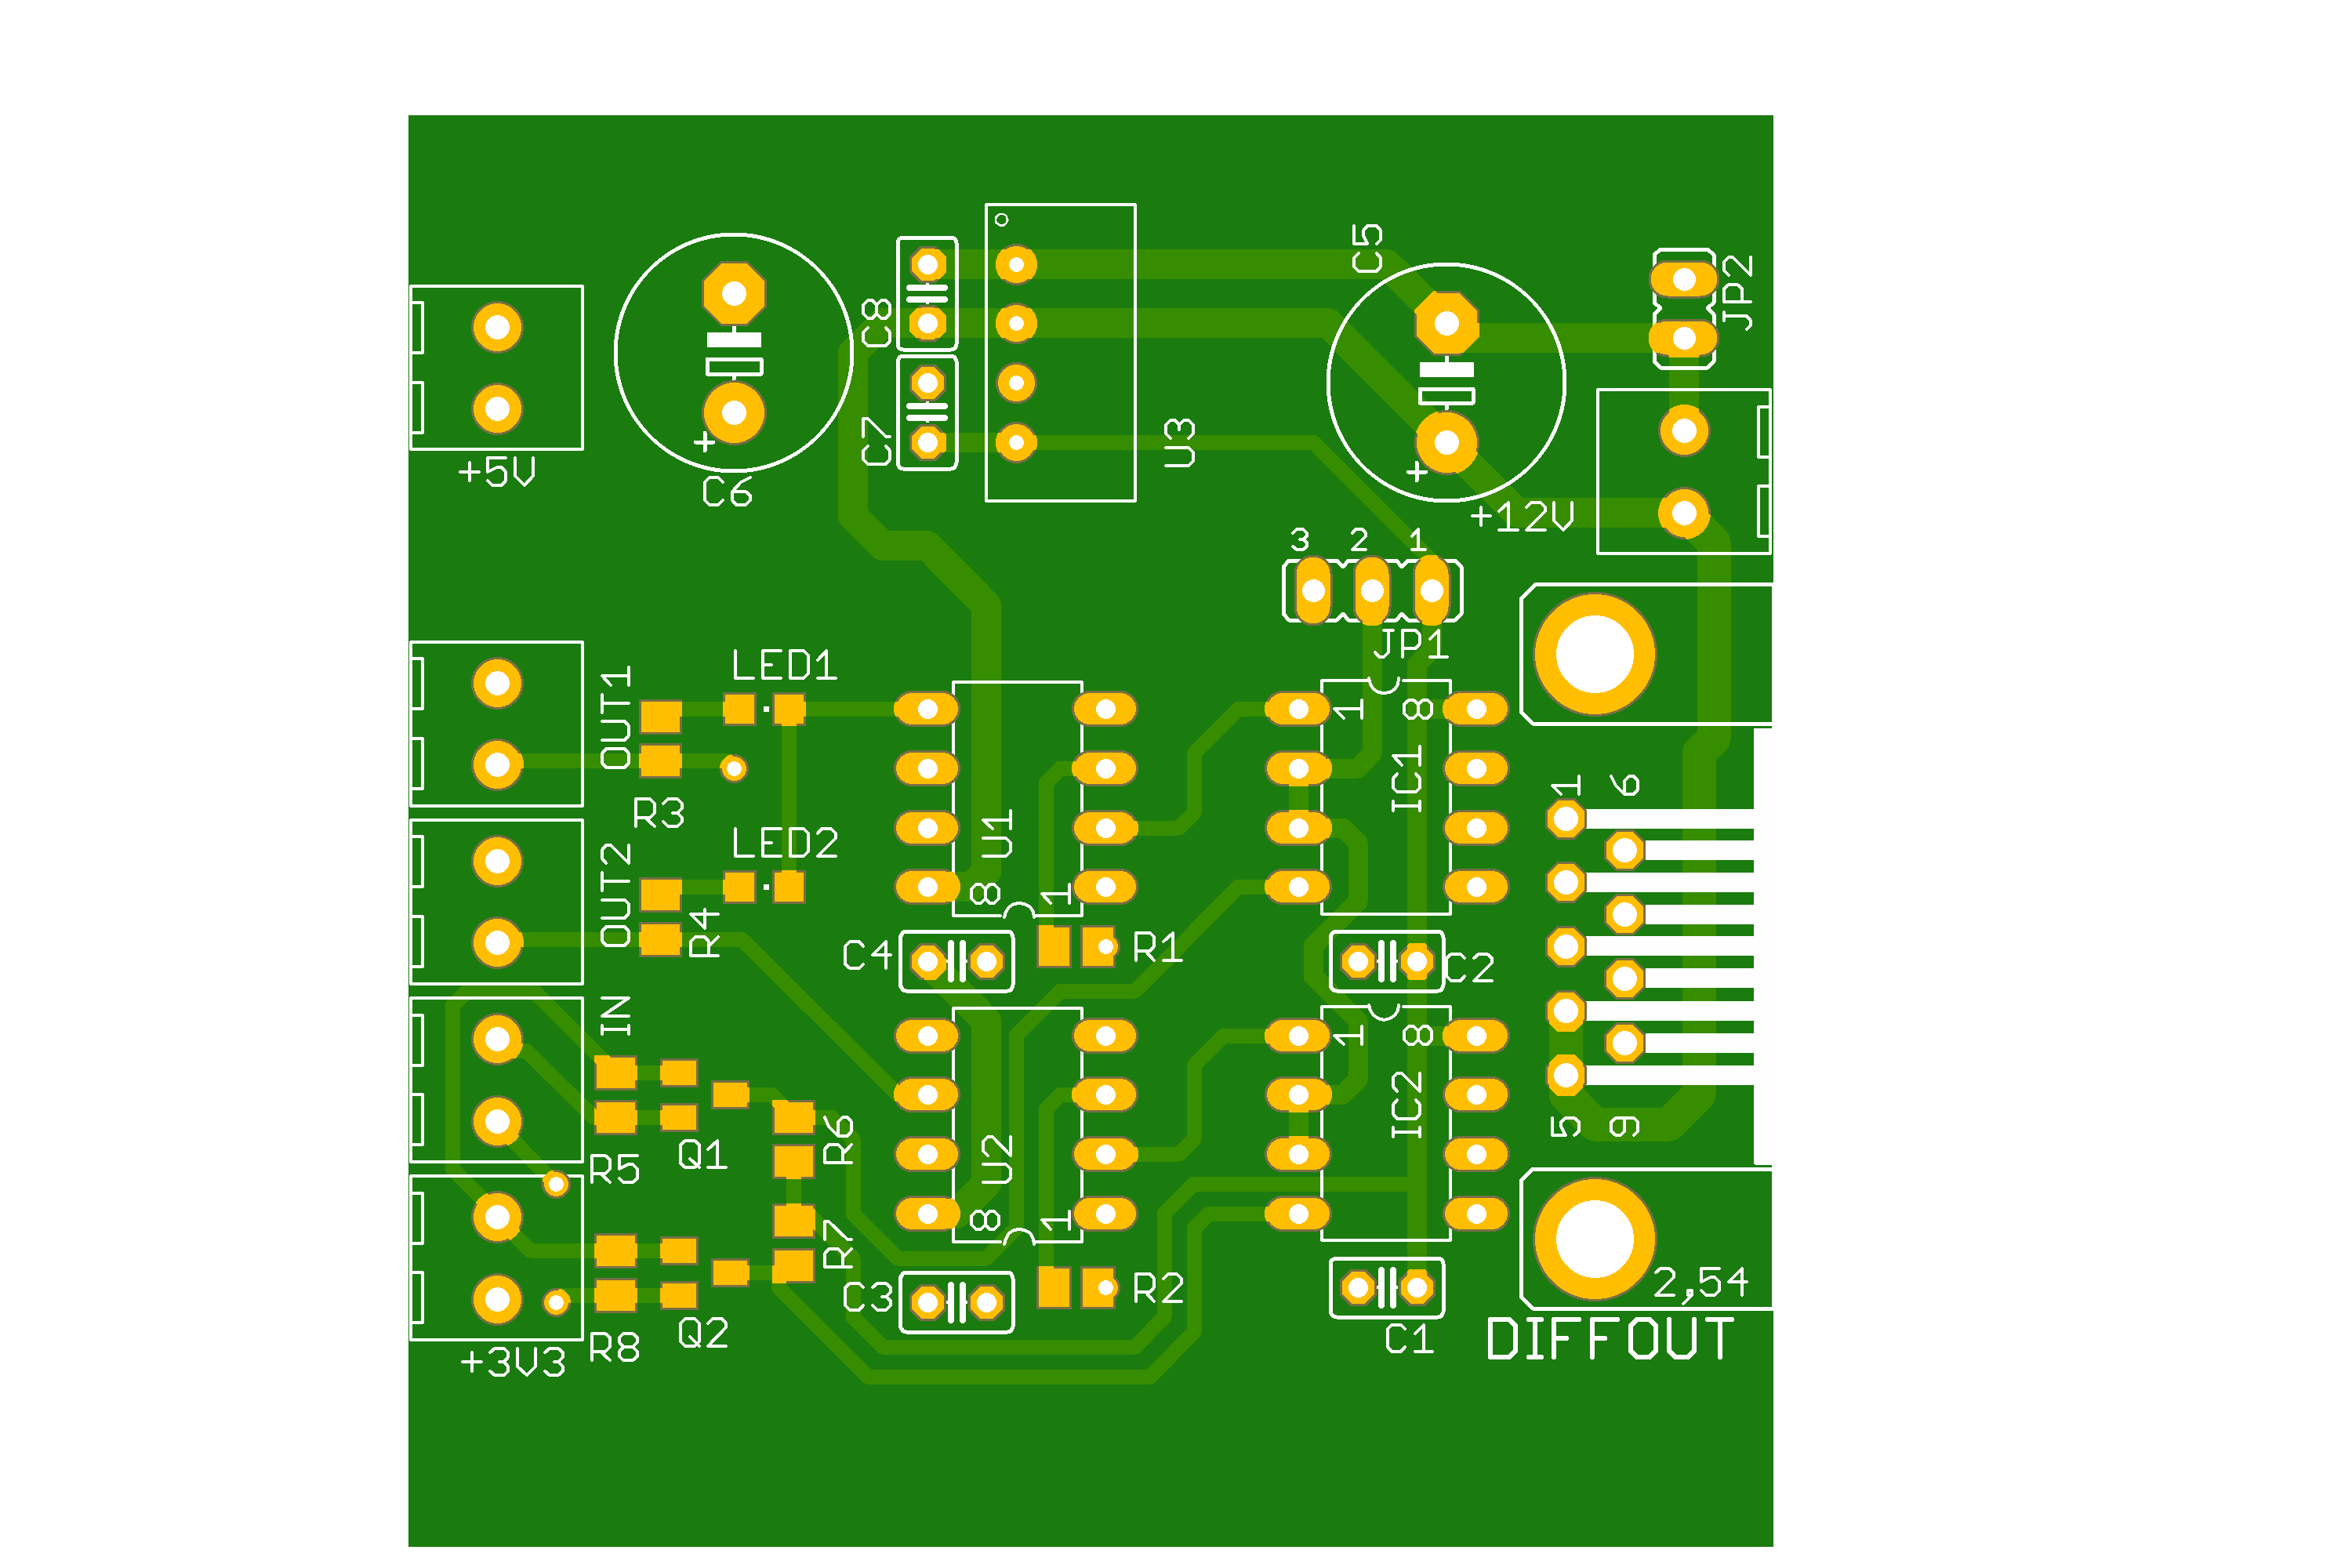 C5
JP2
C8
C7
U3
+5V
C6
+12V
3 2 1
JP1
LED1
OUT1
1 8
IC1
R3
LED2
U1
1 6
OUT2
R4
8 1
C4
R1
C2
IN
1 8
IC2
Q1
R6
U2
5 9
R5
R7
8 1
C3
R2
2,54
+3V3
R8
Q2
C1
DIFFOUT